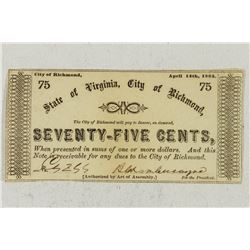 City of Richmond, April 14th, 1862.
75 State of Virginia, City of Richmond, 75
The City of Richmond will pay to Bearer, on demand,
SEVENTY-FIVE CENTS,
When presented in sums of one or more dollars. And this
Note is receivable for any dues to the City of Richmond.
(Authorized by Act of Assembly.) For the President.